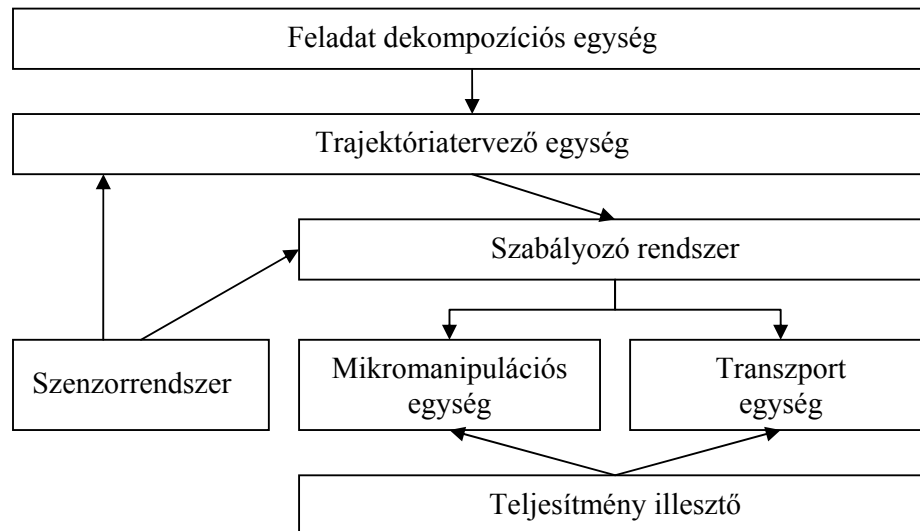 Feladat dekompozíciós egység
Trajektóriatervező egység
Szabályozó rendszer
Szenzorrendszer
Mikromanipulációs
egység
Transzport
egység
Teljesítmény illesztő